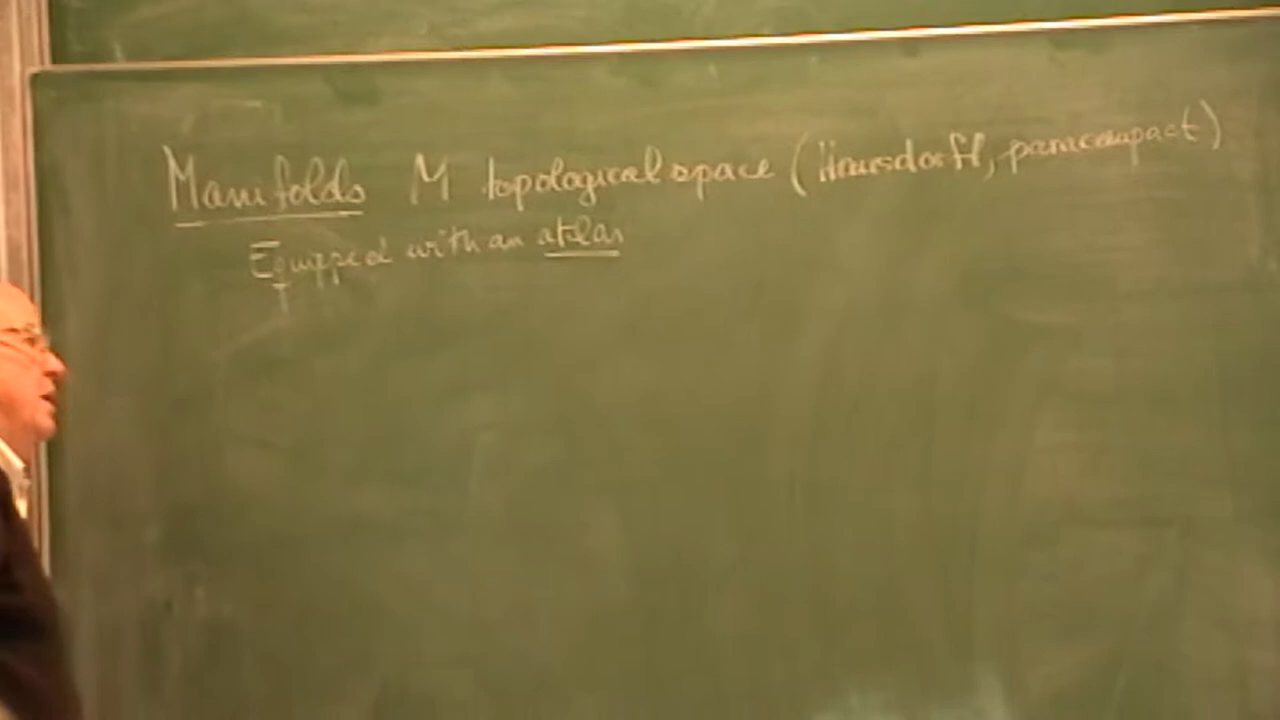 Manifolds M topological space (Hausdorff, paracompact)
Equipped with an atlas